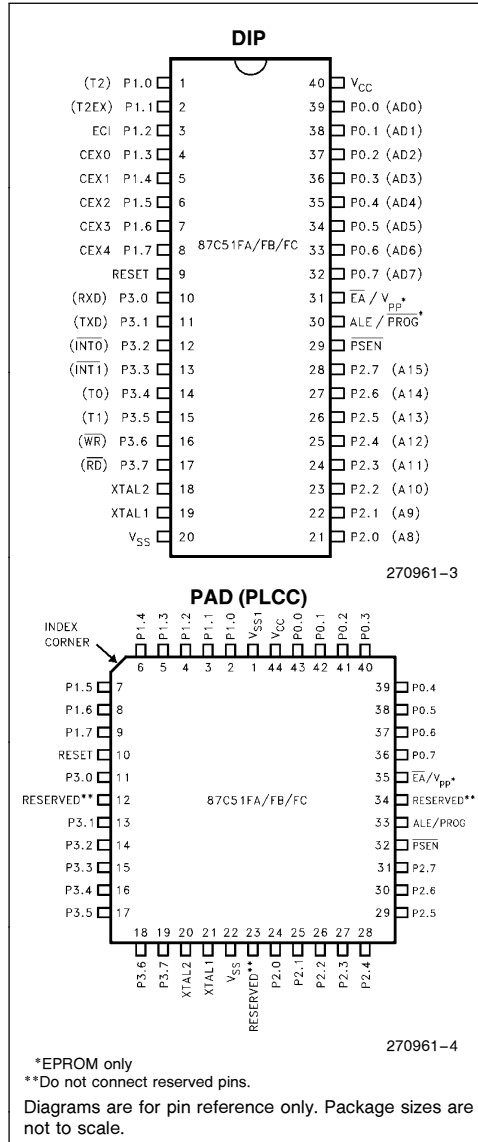 DIP
(T2) P1.0 1 40 VCC
(T2EX) P1.1 2 39 P0.0 (AD0)
ECI P1.2 3 38 P0.1 (AD1)
CEX0 P1.3 4 37 P0.2 (AD2)
CEX1 P1.4 5 36 P0.3 (AD3)
CEX2 P1.5 6 35 P0.4 (AD4)
CEX3 P1.6 7 34 P0.5 (AD5)
CEX4 P1.7 8 87C51FA/FB/FC 33 P0.6 (AD6)
RESET 9 32 P0.7 (AD7)
(RXD) P3.0 10 31 EA / VPP*
(TXD) P3.1 11 30 ALE / PROG*
(INT0) P3.2 12 29 PSEN
(INT1) P3.3 13 28 P2.7 (A15)
(T0) P3.4 14 27 P2.6 (A14)
(T1) P3.5 15 26 P2.5 (A13)
(WR) P3.6 16 25 P2.4 (A12)
(RD) P3.7 17 24 P2.3 (A11)
XTAL2 18 23 P2.2 (A10)
XTAL1 19 22 P2.1 (A9)
VSS 20 21 P2.0 (A8)
270961-3
PAD (PLCC)
INDEX
CORNER
P1.4 P1.3 P1.2 P1.1 P1.0 VSS1 VCC P0.0 P0.1 P0.2 P0.3
6 5 4 3 2 1 44 43 42 41 40
P1.5 7 39 P0.4
P1.6 8 38 P0.5
P1.7 9 37 P0.6
RESET 10 36 P0.7
P3.0 11 35 EA/VPP*
RESERVED** 12 87C51FA/FB/FC 34 RESERVED**
P3.1 13 33 ALE/PROG
P3.2 14 32 PSEN
P3.3 15 31 P2.7
P3.4 16 30 P2.6
P3.5 17 29 P2.5
18 19 20 21 22 23 24 25 26 27 28
P3.6 P3.7 XTAL2 XTAL1 VSS RESERVED** P2.0 P2.1 P2.2 P2.3 P2.4
270961-4
*EPROM only
**Do not connect reserved pins.
Diagrams are for pin reference only. Package sizes are
not to scale.